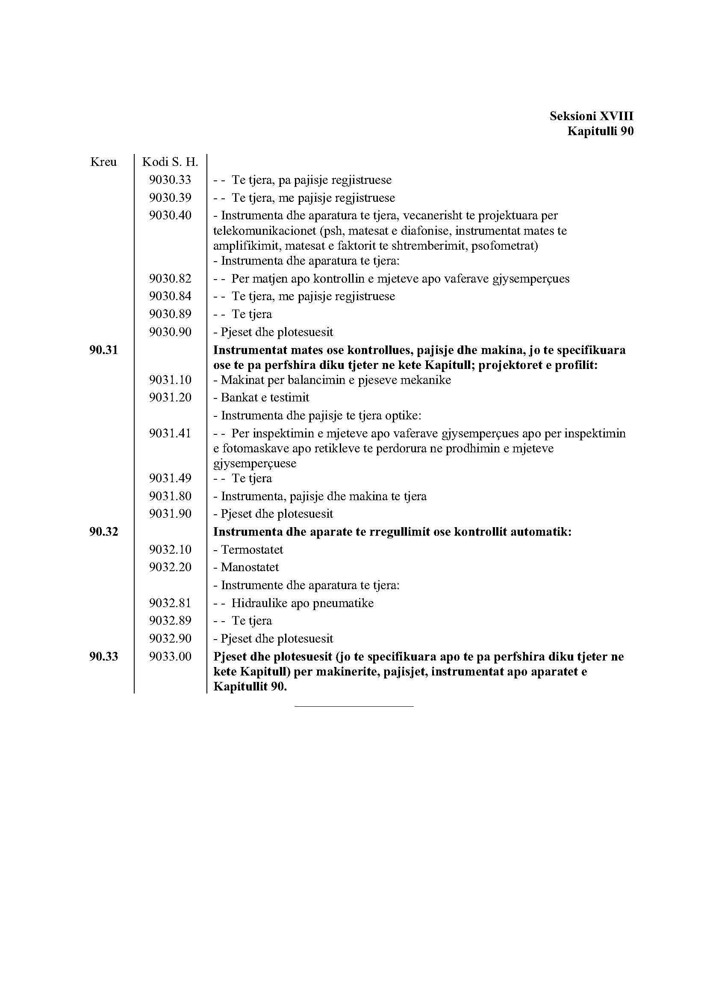 Seksioni XVIII
Kapitulli 90
Kreu Kodi S. H.
9030.33 - - Te tjera, pa pajisje regjistruese
9030.39 - - Te tjera, me pajisje regjistruese
9030.40 - Instrumenta dhe aparatura te tjera, vecanerisht te projektuara per
telekomunikacionet (psh, matesat e diafonise, instrumentat mates te
amplifikimit, matesat e faktorit te shtremberimit, psofometrat)
- Instrumenta dhe aparatura te tjera:
9030.82 - - Per matjen apo kontrollin e mjeteve apo vaferave gjysemperçues
9030.84 - - Te tjera, me pajisje regjistruese
9030.89 - - Te tjera
9030.90 - Pjeset dhe plotesuesit
90.31 Instrumentat mates ose kontrollues, pajisje dhe makina, jo te specifikuara
ose te pa perfshira diku tjeter ne kete Kapitull; projektoret e profilit:
9031.10 - Makinat per balancimin e pjeseve mekanike
9031.20 - Bankat e testimit
- Instrumenta dhe pajisje te tjera optike:
9031.41 - - Per inspektimin e mjeteve apo vaferave gjysemperçues apo per inspektimin
e fotomaskave apo retikleve te perdorura ne prodhimin e mjeteve
gjysemperçuese
9031.49 - - Te tjera
9031.80 - Instrumenta, pajisje dhe makina te tjera
9031.90 - Pjeset dhe plotesuesit
90.32 Instrumenta dhe aparate te rregullimit ose kontrollit automatik:
9032.10 - Termostatet
9032.20 - Manostatet
- Instrumente dhe aparatura te tjera:
9032.81 - - Hidraulike apo pneumatike
9032.89 - - Te tjera
9032.90 - Pjeset dhe plotesuesit
90.33 9033.00 Pjeset dhe plotesuesit (jo te specifikuara apo te pa perfshira diku tjeter ne
kete Kapitull) per makinerite, pajisjet, instrumentat apo aparatet e
Kapitullit 90.